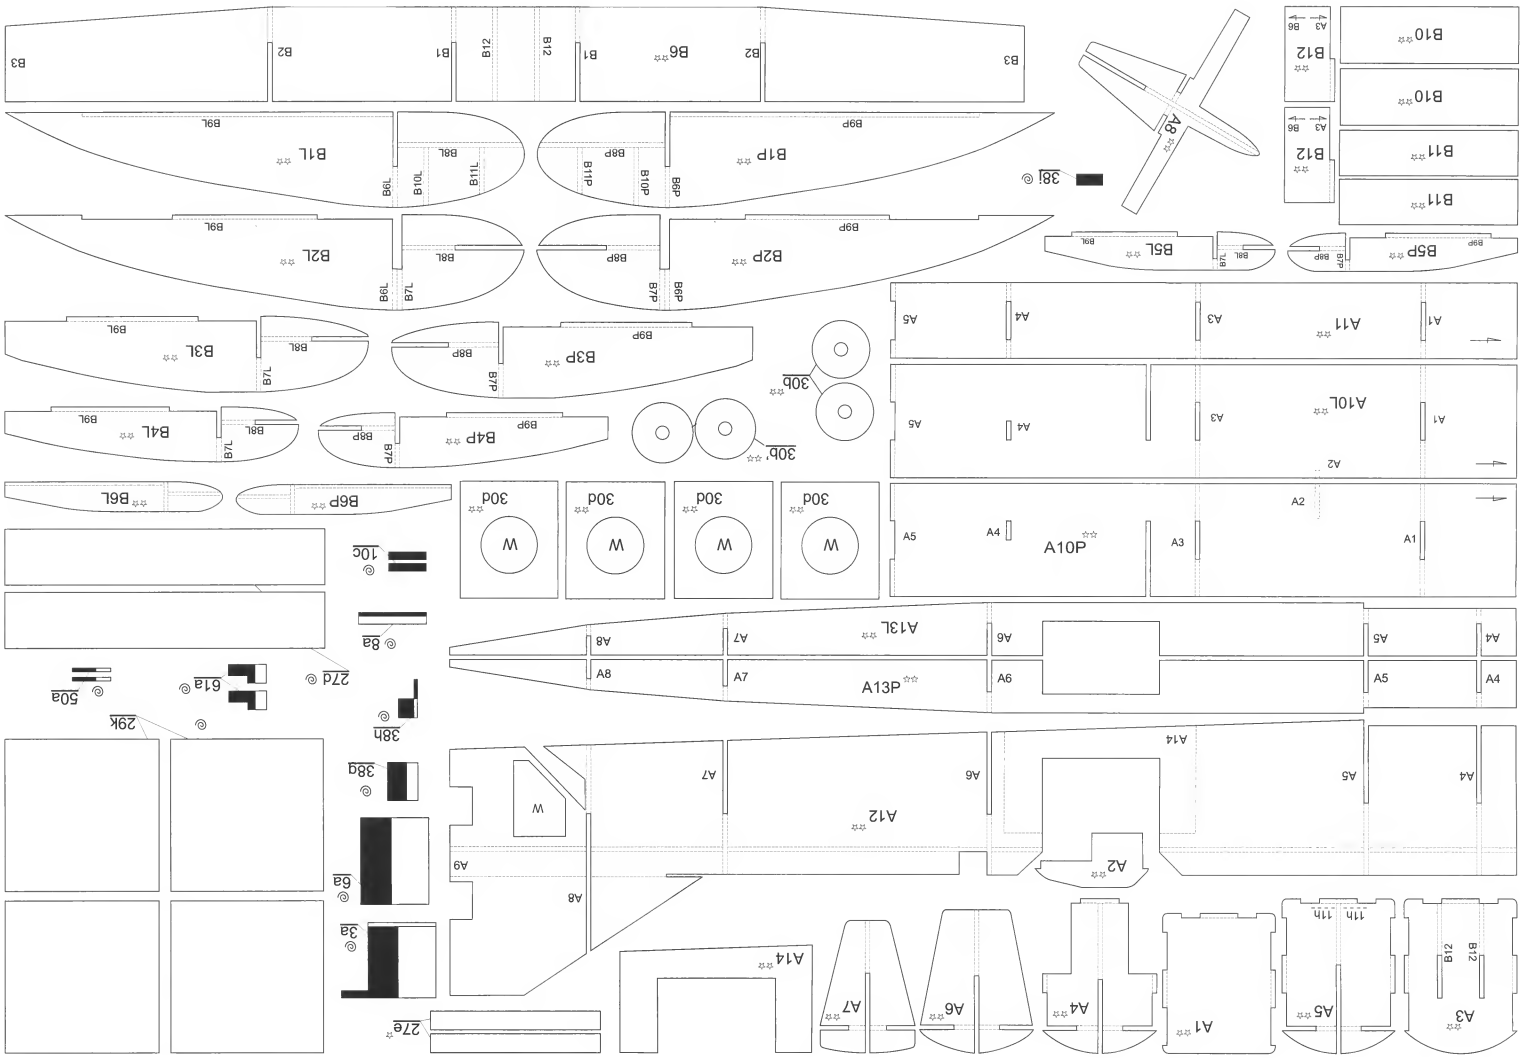 B3
B2
B1
B12
B12
B1
B6
B2
B3
A8
B6 A3
B12
B10
B10
B6 A3
B12
B11
B11
B9L
B1L
B6L
B10L
B8L
B11L
B11P
B8P
B10P
B9P
B1P
B9P
38j
B9L
B2L
B6L
B7L
B8L
B8P
B7P
B9P
B2P
B9P
B9L
B5L
B7L
B8L
B8P
B7P
B5P
B9P
A5
A4
A3
A11
A1
B9L
B3L
B7L
B8L
B8P
B7P
B3P
B9P
30b
A5
A4
A3
A10L
A1
A2
B9L
B4L
B7L
B8L
B8P
B7P
B4P
B9P
30b'
B6L
B6P
30d
30d
30d
30d
W
W
W
W
A5
A4
A10P
A3
A2
A1
10c
8a
27d
50a
61a
38h
29k
38g
6a
3a
27e
A8
A7
A13L
A6
A5
A4
A8
A7
A13P
A6
A5
A4
W
A9
A8
A7
A12
A6
A14
A5
A4
A2
A14
A7
A6
A4
A1
11h
11h
A5
B12
B12
A3